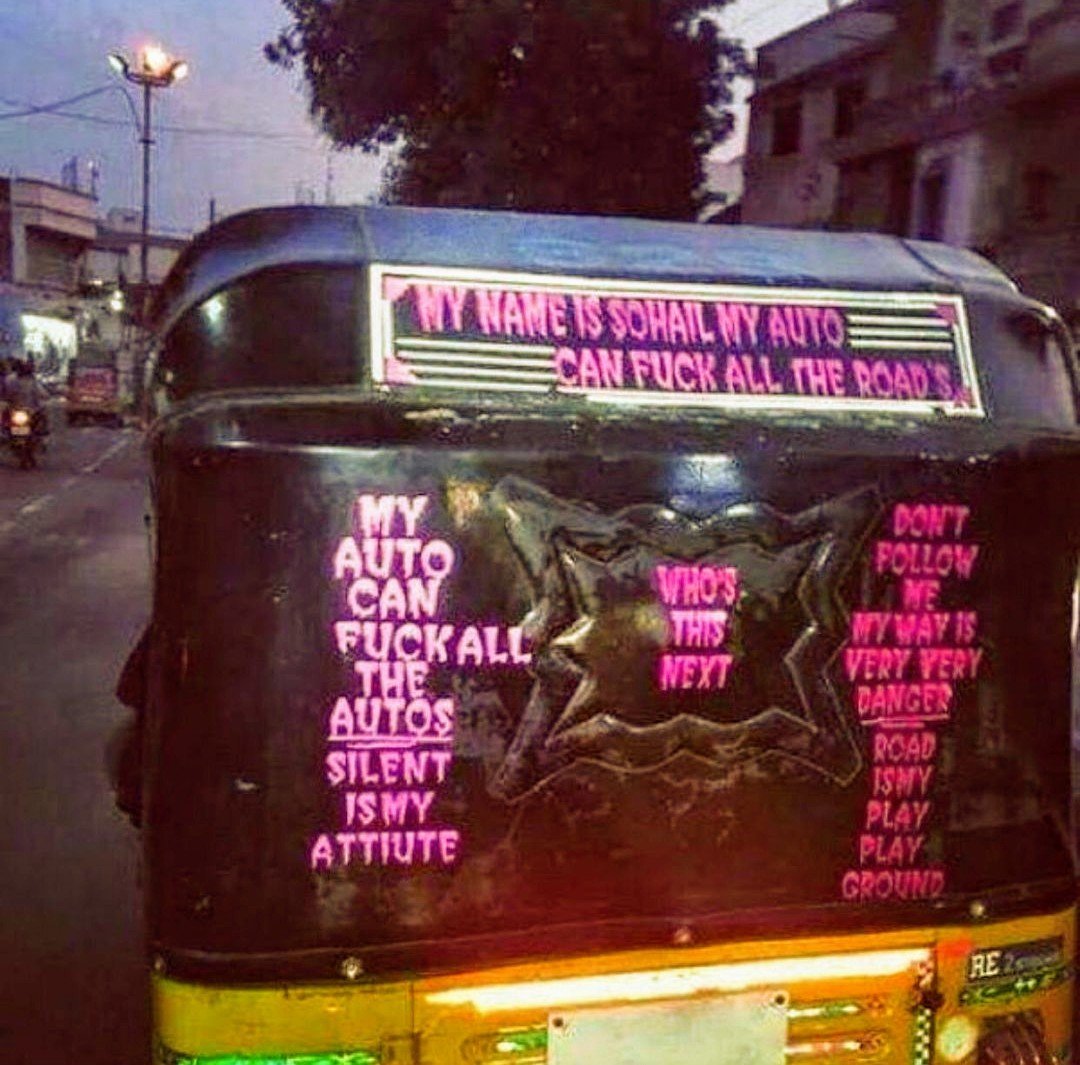 MY NAME IS SOHAIL MY AUTO
CAN FUCK ALL THE ROAD'S
MY
AUTO
CAN
FUCK ALL
THE
AUTOS
SILENT
IS MY
ATTIUTE
WHO'S
THIS
NEXT
DON'T
FOLLOW
ME
MY WAY IS
VERY VERY
DANGER
ROAD
IS MY
PLAY
PLAY
GROUND
RE